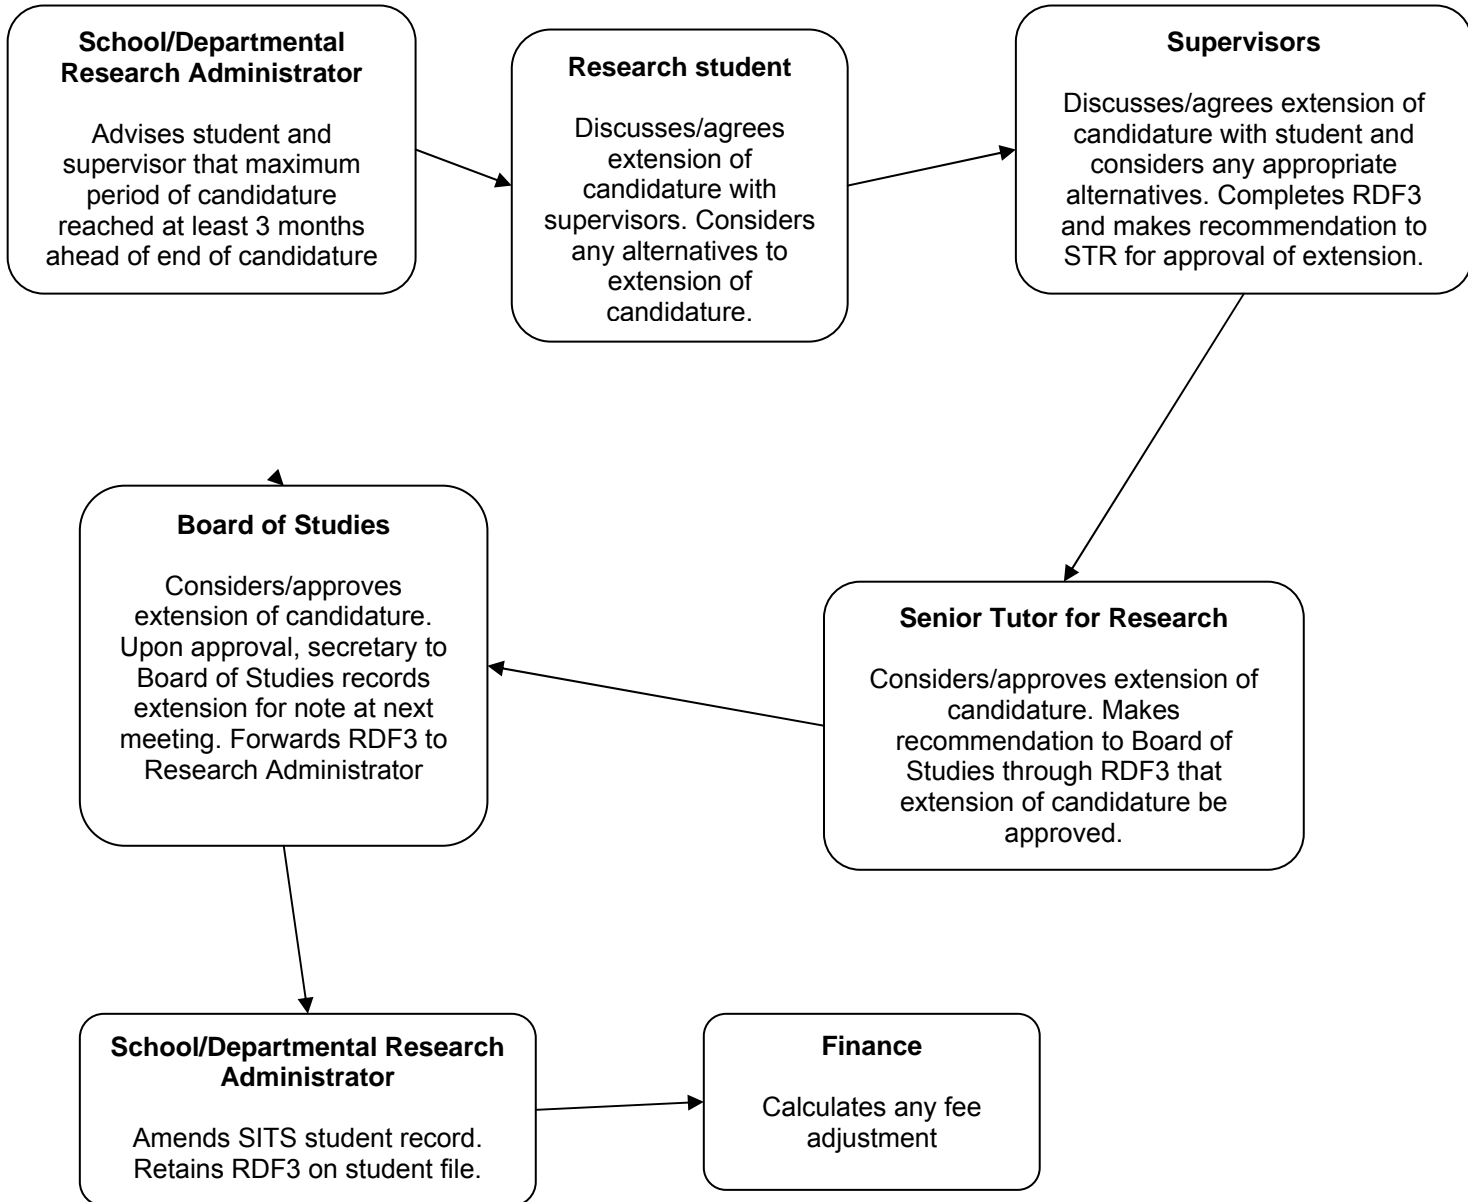 School/Departmental
Research Administrator
Advises student and
supervisor that maximum
period of candidature
reached at least 3 months
ahead of end of candidature
Research student
Discusses/agrees
extension of
candidature with
supervisors. Considers
any alternatives to
extension of
candidature.
Supervisors
Discusses/agrees extension of
candidature with student and
considers any appropriate
alternatives. Completes RDF3
and makes recommendation to
STR for approval of extension.
Senior Tutor for Research
Considers/approves extension of
candidature. Makes
recommendation to Board of
Studies through RDF3 that
extension of candidature be
approved.
Board of Studies
Considers/approves
extension of candidature.
Upon approval, secretary to
Board of Studies records
extension for note at next
meeting. Forwards RDF3 to
Research Administrator
School/Departmental Research
Administrator
Amends SITS student record.
Retains RDF3 on student file.
Finance
Calculates any fee
adjustment